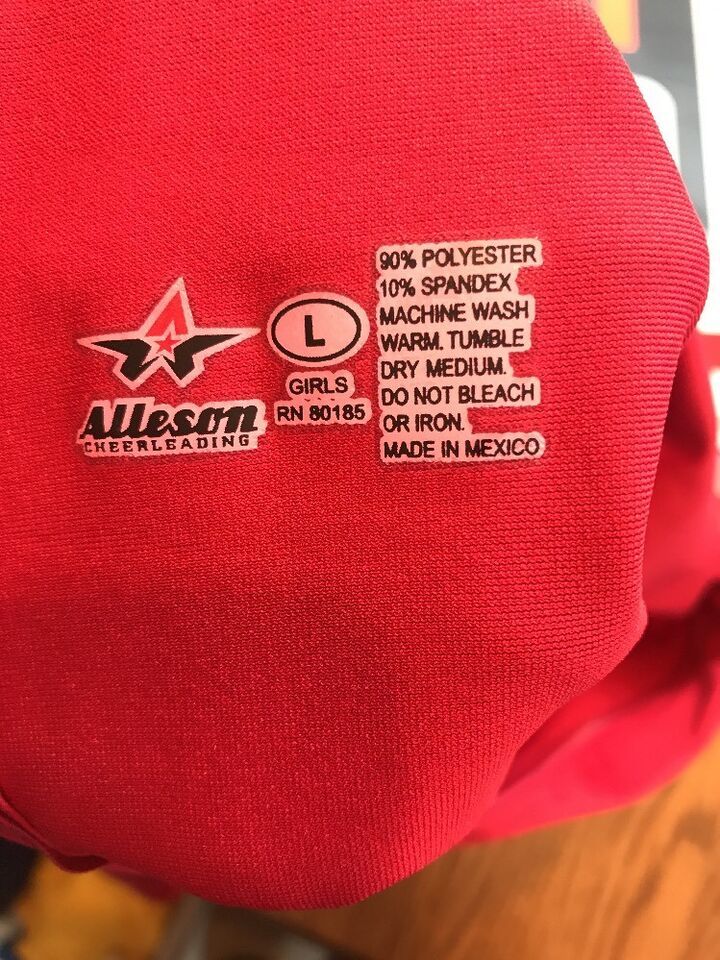 Alleson
CHEERLEADING
L
GIRLS
RN 80185
90% POLYESTER
10% SPANDEX
MACHINE WASH
WARM. TUMBLE
DRY MEDIUM.
DO NOT BLEACH
OR IRON.
MADE IN MEXICO